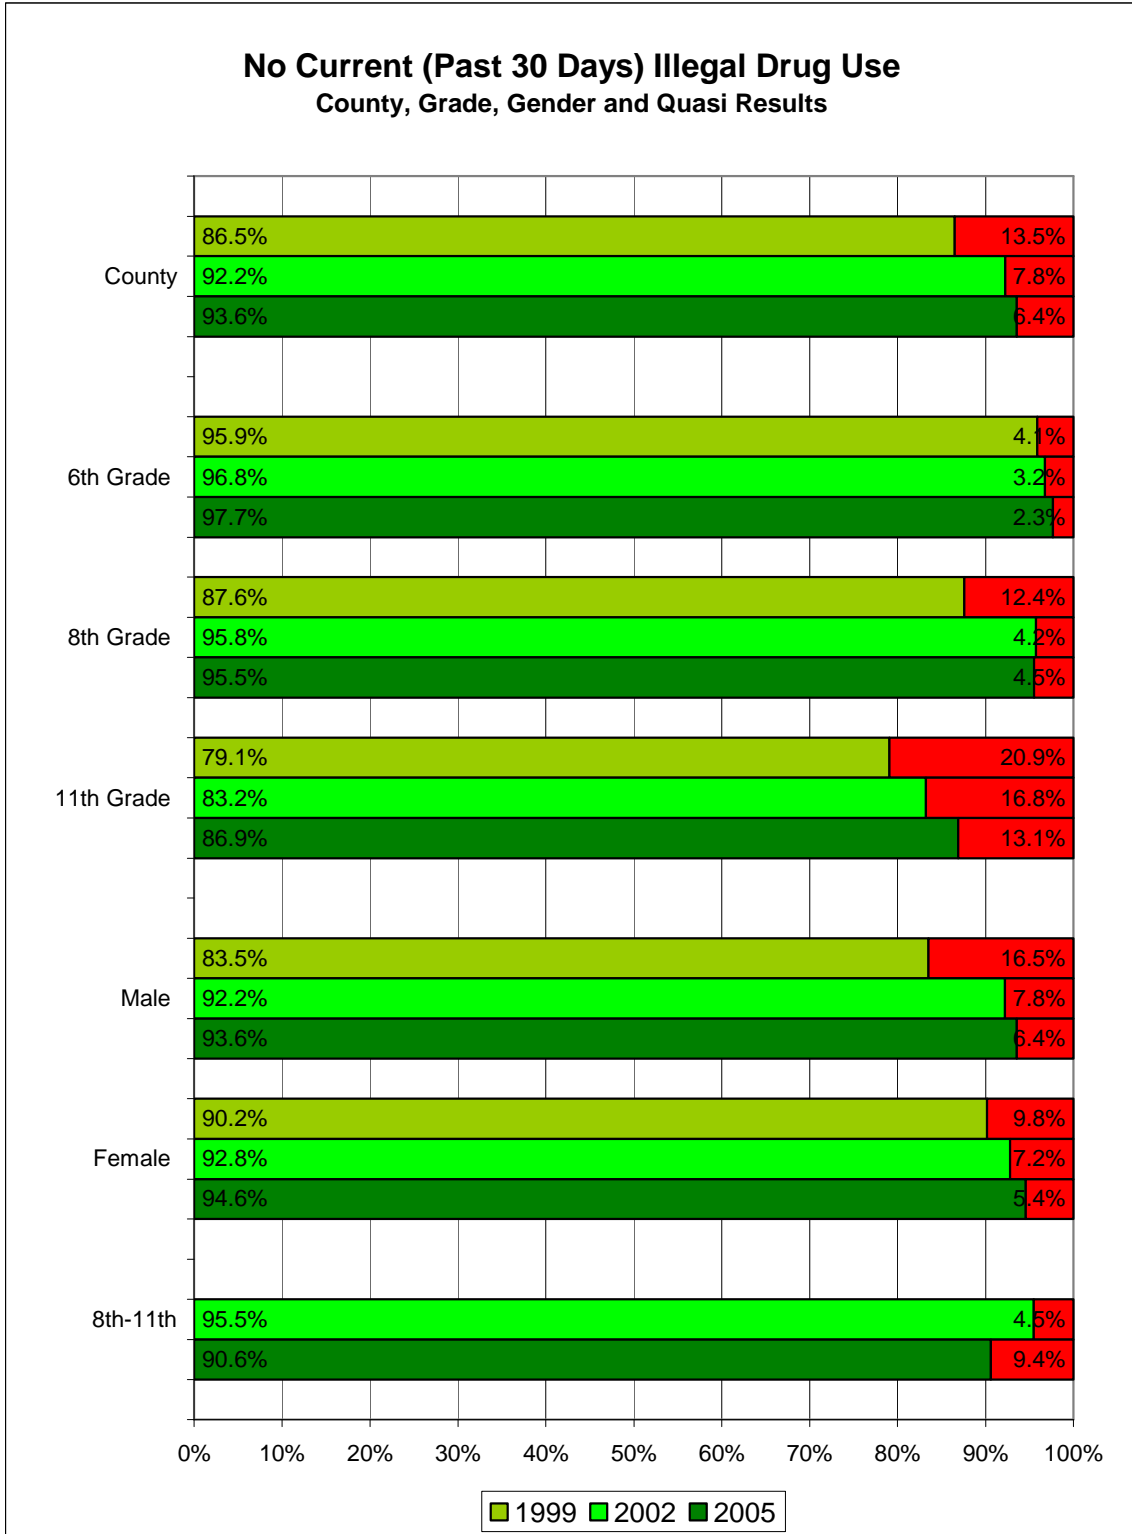 No Current (Past 30 Days) Illegal Drug Use
County, Grade, Gender and Quasi Results
86.5% 13.5%
County 92.2% 7.8%
93.6% 6.4%
95.9% 4.1%
6th Grade 96.8% 3.2%
97.7% 2.3%
87.6% 12.4%
8th Grade 95.8% 4.2%
95.5% 4.5%
79.1% 20.9%
11th Grade 83.2% 16.8%
86.9% 13.1%
83.5% 16.5%
Male 92.2% 7.8%
93.6% 6.4%
90.2% 9.8%
Female 92.8% 7.2%
94.6% 5.4%
8th-11th 95.5% 4.5%
90.6% 9.4%
0% 10% 20% 30% 40% 50% 60% 70% 80% 90% 100%
1999 2002 2005